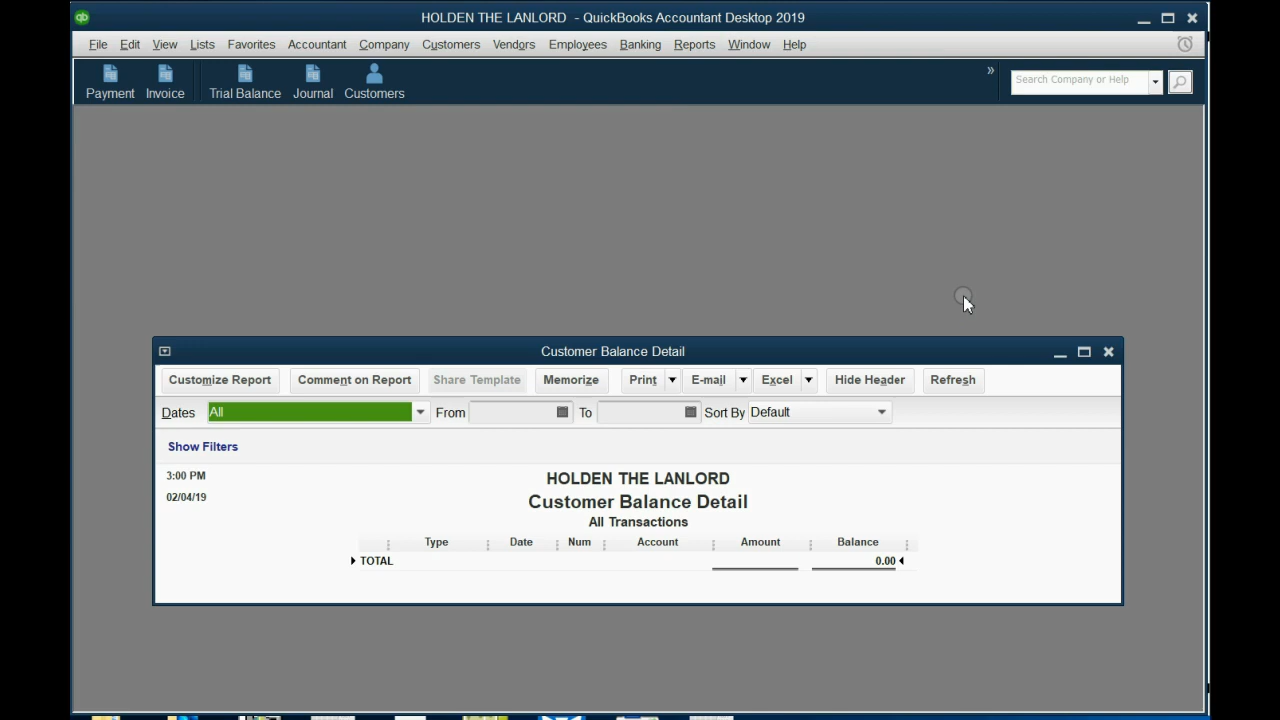 qb HOLDEN THE LANLORD - QuickBooks Accountant Desktop 2019
File Edit View Lists Favorites Accountant Company Customers Vendors Employees Banking Reports Window Help
Payment Invoice Trial Balance Journal Customers » Search Company or Help
Customer Balance Detail
Customize Report Comment on Report Share Template Memorize Print E-mail Excel Hide Header Refresh
Dates All From To Sort By Default
Show Filters
3:00 PM HOLDEN THE LANLORD
02/04/19 Customer Balance Detail
All Transactions
Type Date Num Account Amount Balance
TOTAL 0.00